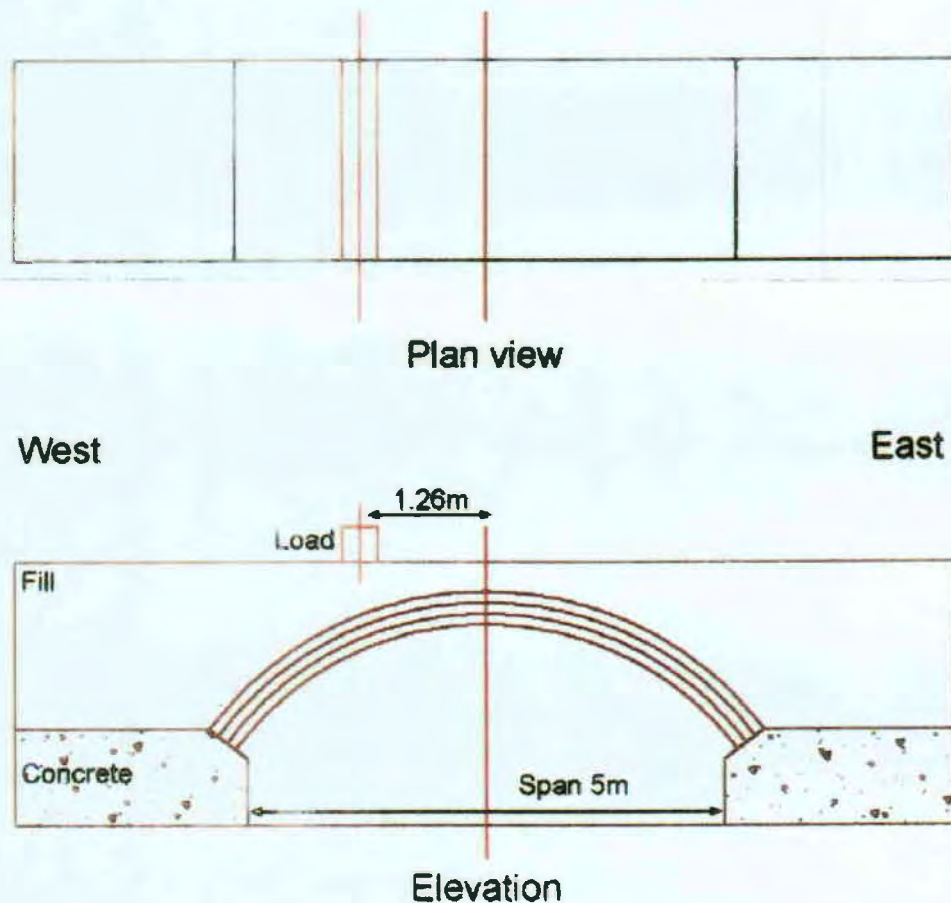 Plan view
West
East
1.26m
Load
Fill
Concrete
Span 5m
Elevation